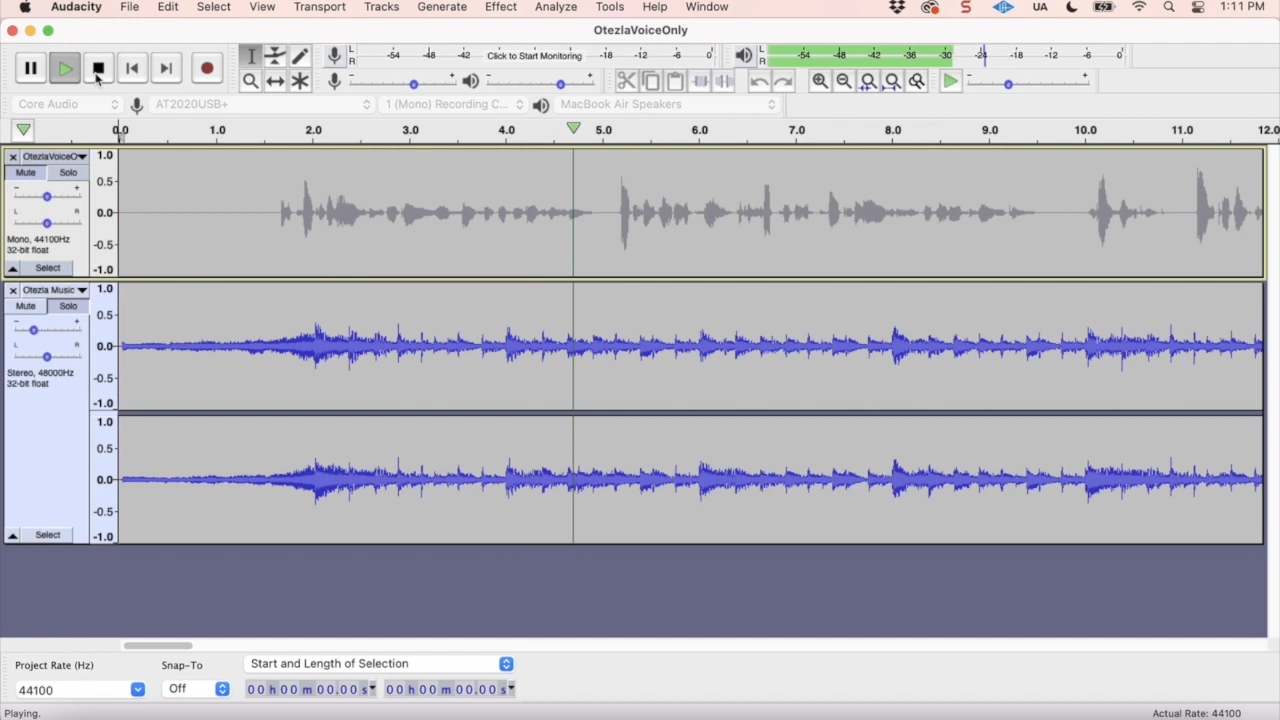 Audacity File Edit Select View Transport Tracks Generate Effect Analyze Tools Help Window UA 1:11 PM
OtezlaVoiceOnly
L R -54 -48 -42 Click to Start Monitoring -18 -12 -6 0 L R -54 -48 -42 -36 -30 -24 -18 -12 -6 0
- + - + - +
Core Audio AT2020USB+ 1 (Mono) Recording C... MacBook Air Speakers
0.0 1.0 2.0 3.0 4.0 5.0 6.0 7.0 8.0 9.0 10.0 11.0 12.0
OtezlaVoiceO 1.0
Mute Solo
- + 0.5
L R 0.0
Mono, 44100Hz
32-bit float -0.5
Select -1.0
Otezla Music 1.0
Mute Solo
- + 0.5
L R 0.0
Stereo, 48000Hz
32-bit float -0.5
-1.0
1.0
0.5
0.0
-0.5
Select -1.0
Project Rate (Hz) Snap-To Start and Length of Selection
44100 Off 00 h 00 m 00.00 s 00 h 00 m 00.00 s
Playing. Actual Rate: 44100